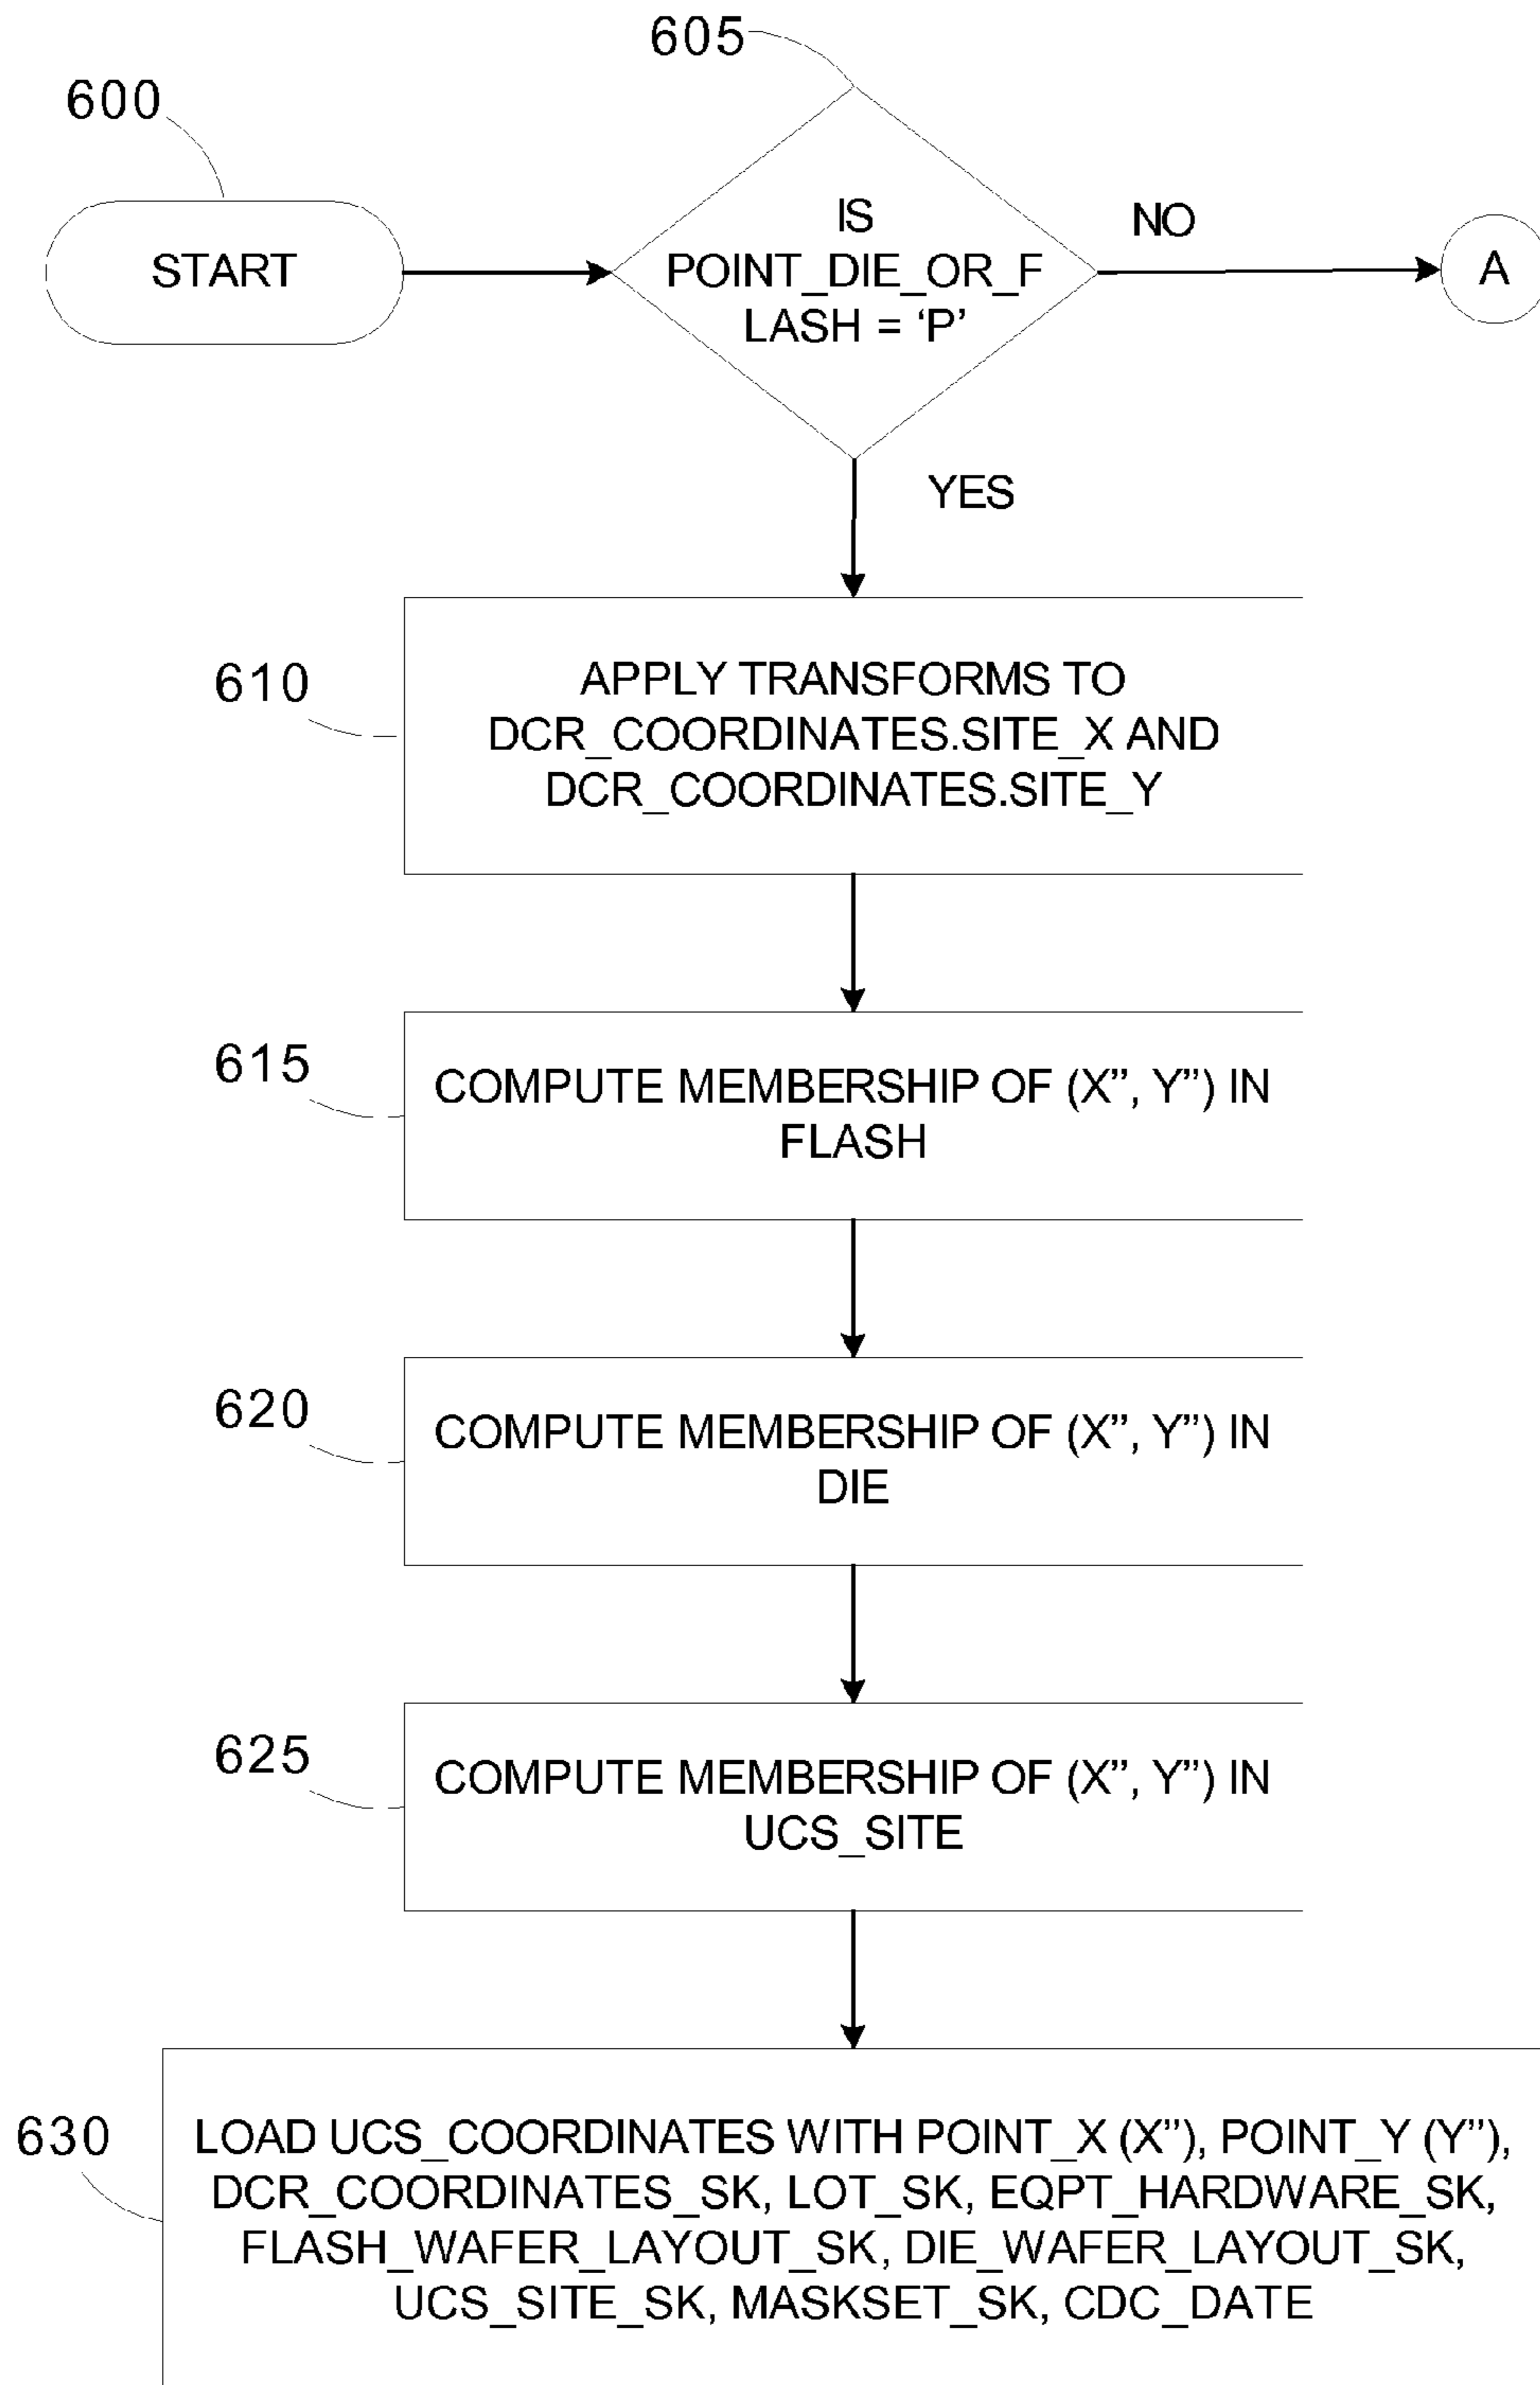 605
600
START
IS
POINT_DIE_OR_F
LASH = ‘P’
NO
A
YES
610
APPLY TRANSFORMS TO
DCR_COORDINATES.SITE_X AND
DCR_COORDINATES.SITE_Y
615
COMPUTE MEMBERSHIP OF (X”, Y”) IN
FLASH
620
COMPUTE MEMBERSHIP OF (X”, Y”) IN
DIE
625
COMPUTE MEMBERSHIP OF (X”, Y”) IN
UCS_SITE
630
LOAD UCS_COORDINATES WITH POINT_X (X”), POINT_Y (Y”),
DCR_COORDINATES_SK, LOT_SK, EQPT_HARDWARE_SK,
FLASH_WAFER_LAYOUT_SK, DIE_WAFER_LAYOUT_SK,
UCS_SITE_SK, MASKSET_SK, CDC_DATE